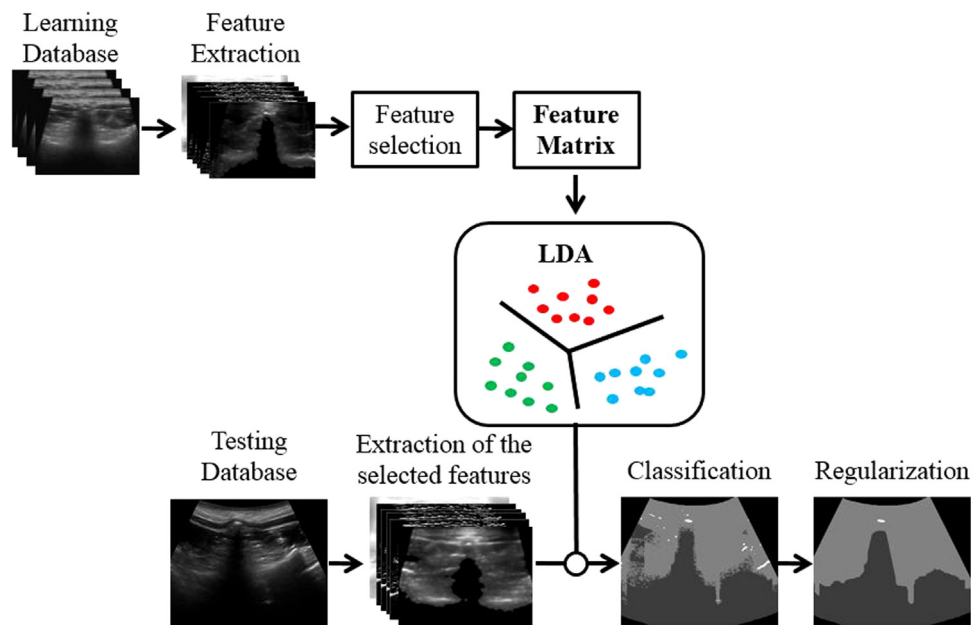 Learning
Database
Feature
Extraction
Feature
selection
Feature
Matrix
LDA
Testing
Database
Extraction of the
selected features
Classification
Regularization